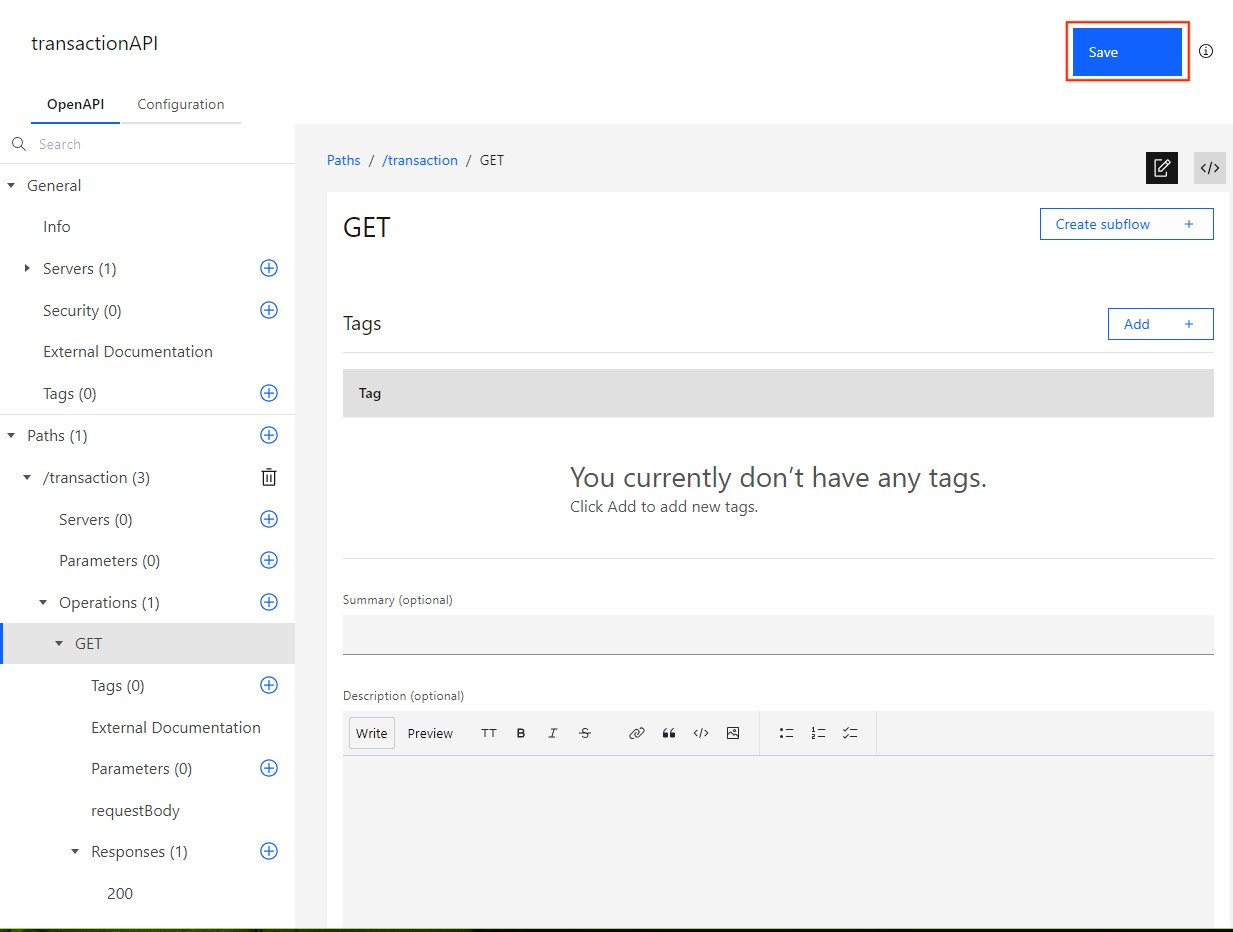 transactionAPI
Save
OpenAPI
Configuration
Search
General
Info
Servers (1)
Security (0)
External Documentation
Tags (0)
Paths (1)
/transaction (3)
Servers (0)
Parameters (0)
Operations (1)
GET
Tags (0)
External Documentation
Parameters (0)
requestBody
Responses (1)
200
Paths / /transaction / GET
</>
GET
Create subflow +
Tags
Add +
Tag
You currently don’t have any tags.
Click Add to add new tags.
Summary (optional)
Description (optional)
Write Preview TT B I S </>